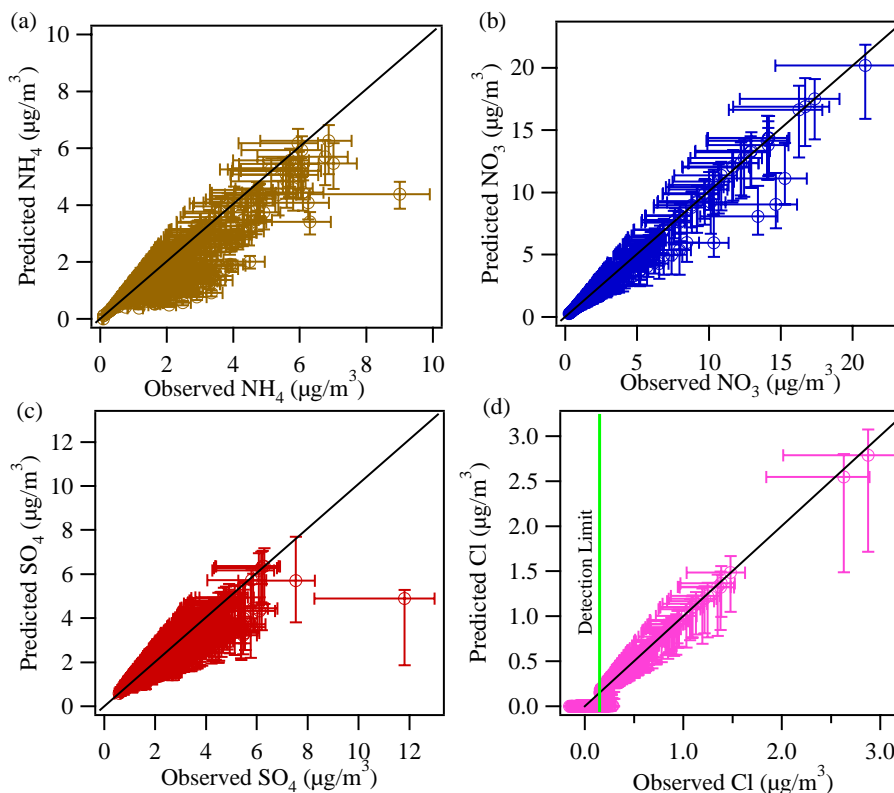 (a)
10
8
6
4
2
0
Predicted NH4 (µg/m3)
0 2 4 6 8 10
Observed NH4 (µg/m3)
(b)
20
15
10
5
0
Predicted NO3 (µg/m3)
0 5 10 15 20
Observed NO3 (µg/m3)
(c)
12
10
8
6
4
2
0
Predicted SO4 (µg/m3)
0 2 4 6 8 10 12
Observed SO4 (µg/m3)
(d)
3.0
2.5
2.0
1.5
1.0
0.5
0.0
Predicted Cl (µg/m3)
Detection Limit
0.0 1.0 2.0 3.0
Observed Cl (µg/m3)